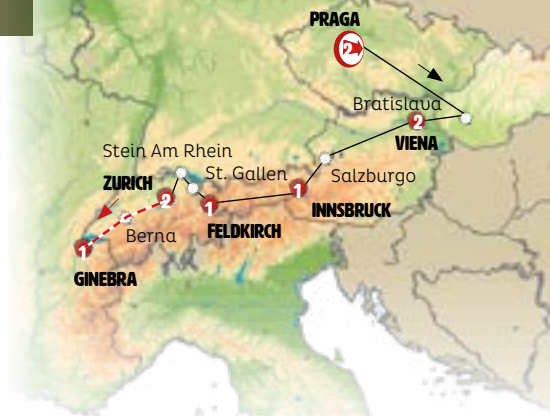 PRAGA
2
Bratislava
2
VIENA
Stein Am Rhein
St. Gallen
Salzburgo
ZURICH
2
1
1
INNSBRUCK
FELDKIRCH
Berna
1
GINEBRA